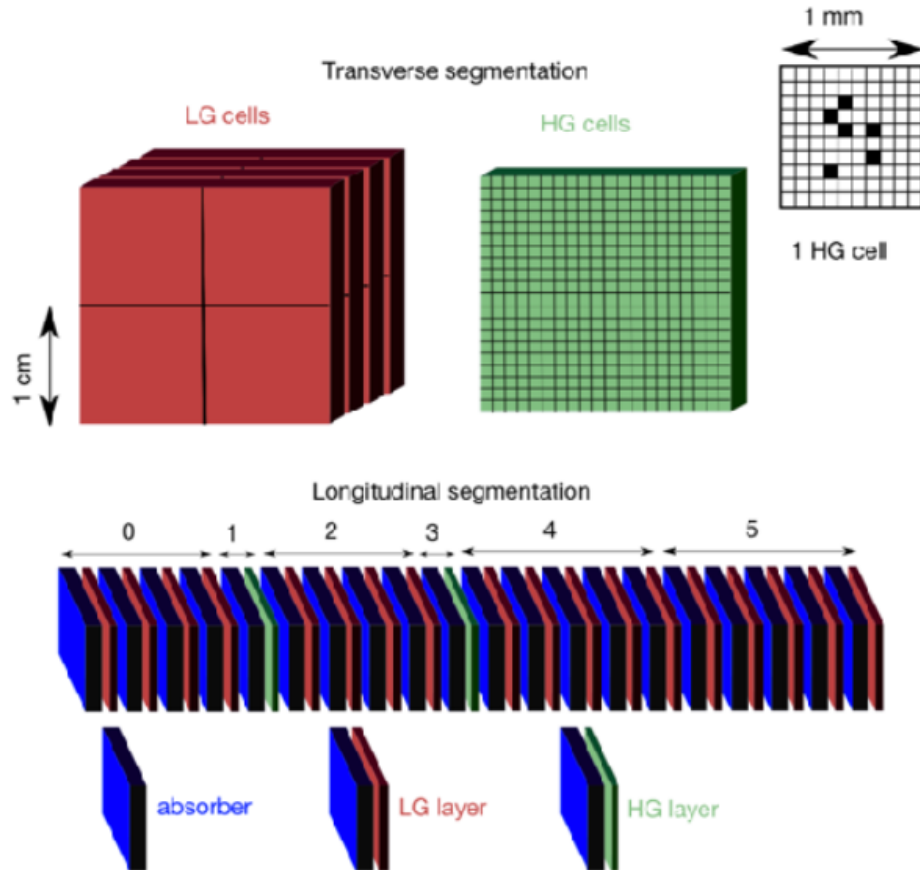 1 mm
Transverse segmentation
LG cells
HG cells
1 HG cell
1 cm
Longitudinal segmentation
0 1 2 3 4 5
absorber
LG layer
HG layer